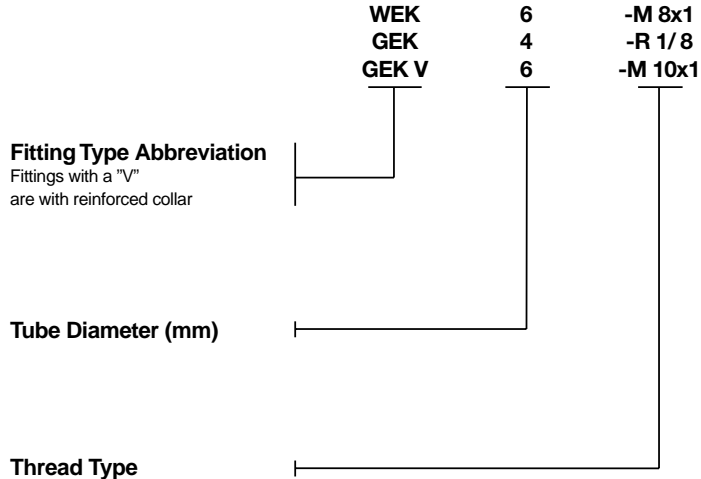 WEK 6 -M 8x1
GEK 4 -R 1/ 8
GEK V 6 -M 10x1
Fitting Type Abbreviation
Fittings with a ”V”
are with reinforced collar
Tube Diameter (mm)
Thread Type